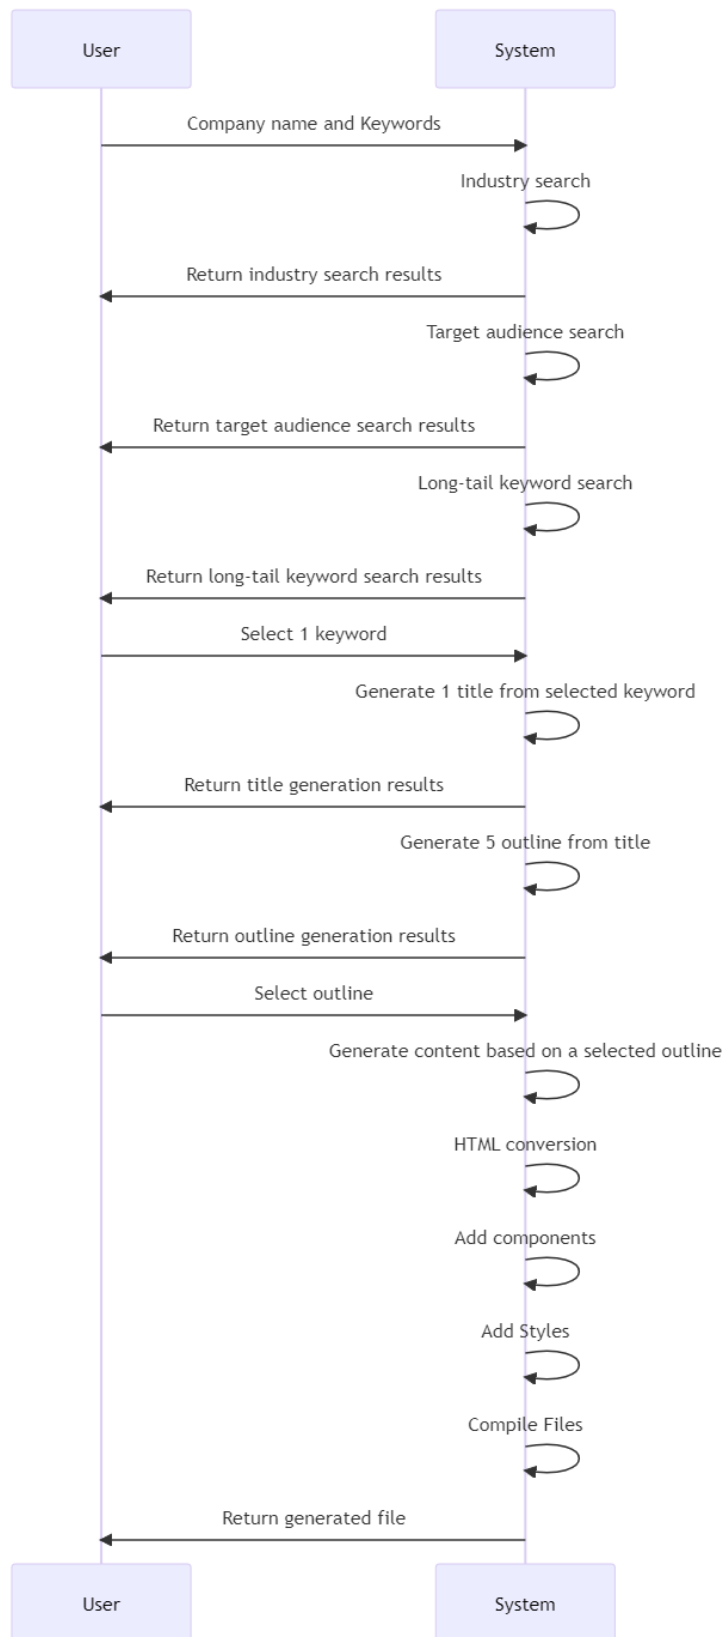 User
System
Company name and Keywords
Industry search
Return industry search results
Target audience search
Return target audience search results
Long-tail keyword search
Return long-tail keyword search results
Select 1 keyword
Generate 1 title from selected keyword
Return title generation results
Generate 5 outline from title
Return outline generation results
Select outline
Generate content based on a selected outline
HTML conversion
Add components
Add Styles
Compile Files
Return generated file
User
System